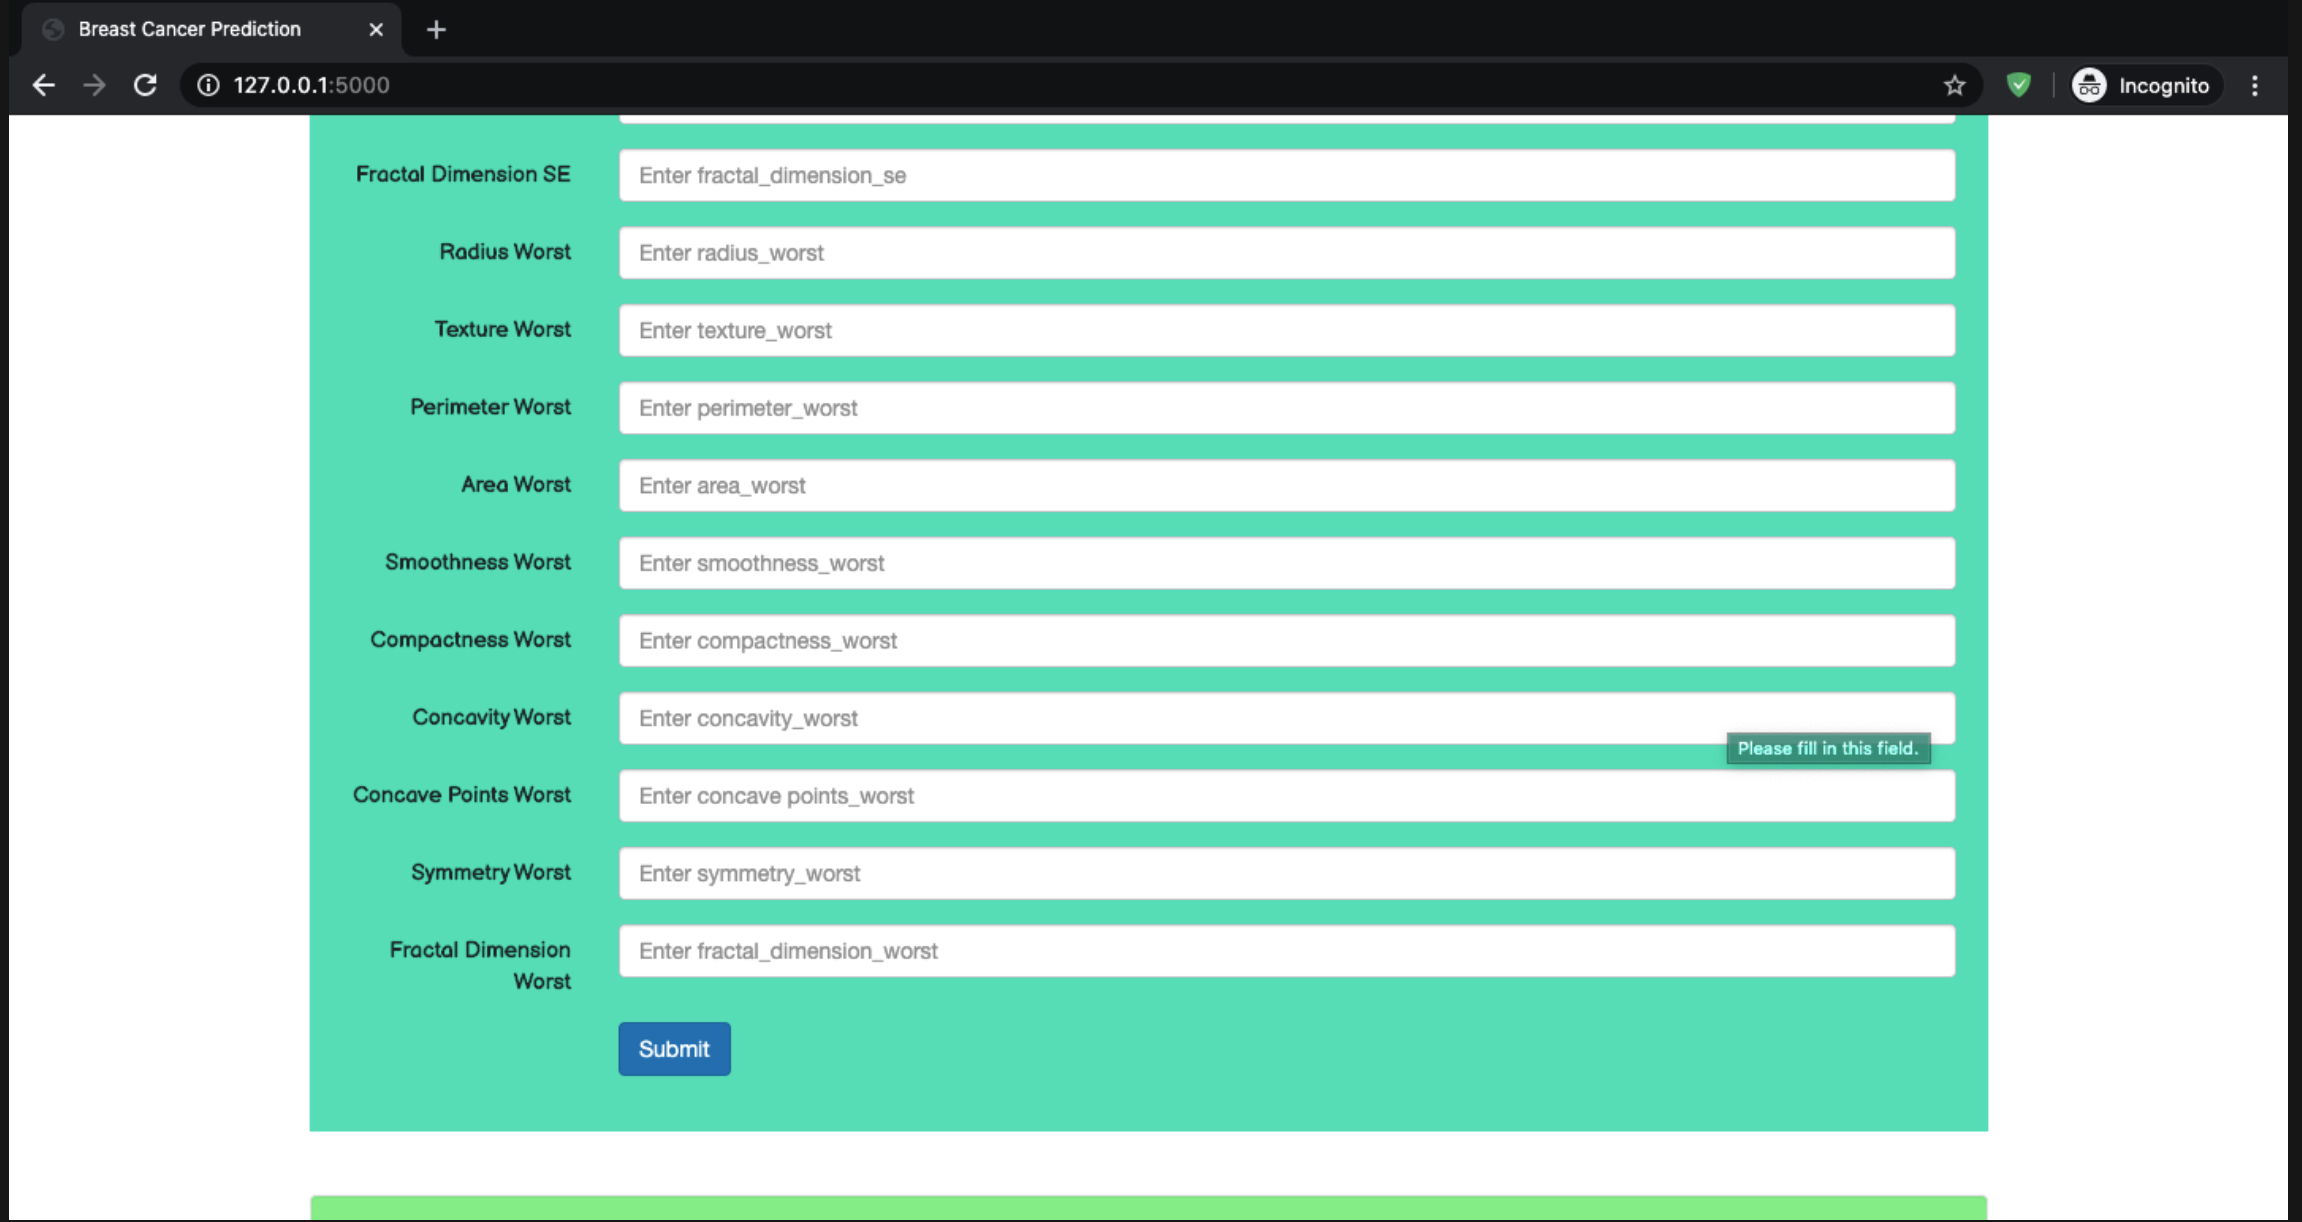 Breast Cancer Prediction
127.0.0.1:5000
Incognito
Fractal Dimension SE
Enter fractal_dimension_se
Radius Worst
Enter radius_worst
Texture Worst
Enter texture_worst
Perimeter Worst
Enter perimeter_worst
Area Worst
Enter area_worst
Smoothness Worst
Enter smoothness_worst
Compactness Worst
Enter compactness_worst
Concavity Worst
Enter concavity_worst
Please fill in this field.
Concave Points Worst
Enter concave points_worst
Symmetry Worst
Enter symmetry_worst
Fractal Dimension
Worst
Enter fractal_dimension_worst
Submit